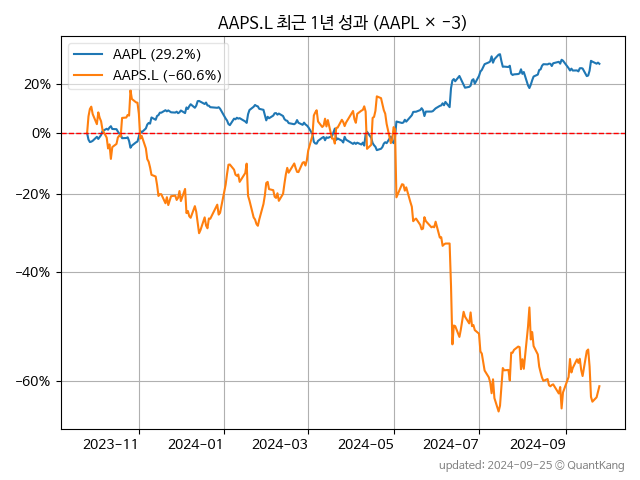 AAPS.L 최근 1년 성과 (AAPL × −3)
AAPL (29.2%)
AAPS.L (−60.6%)
20%
0%
−20%
−40%
−60%
2023−11
2024−01
2024−03
2024−05
2024−07
2024−09
updated: 2024−09−25 © QuantKang